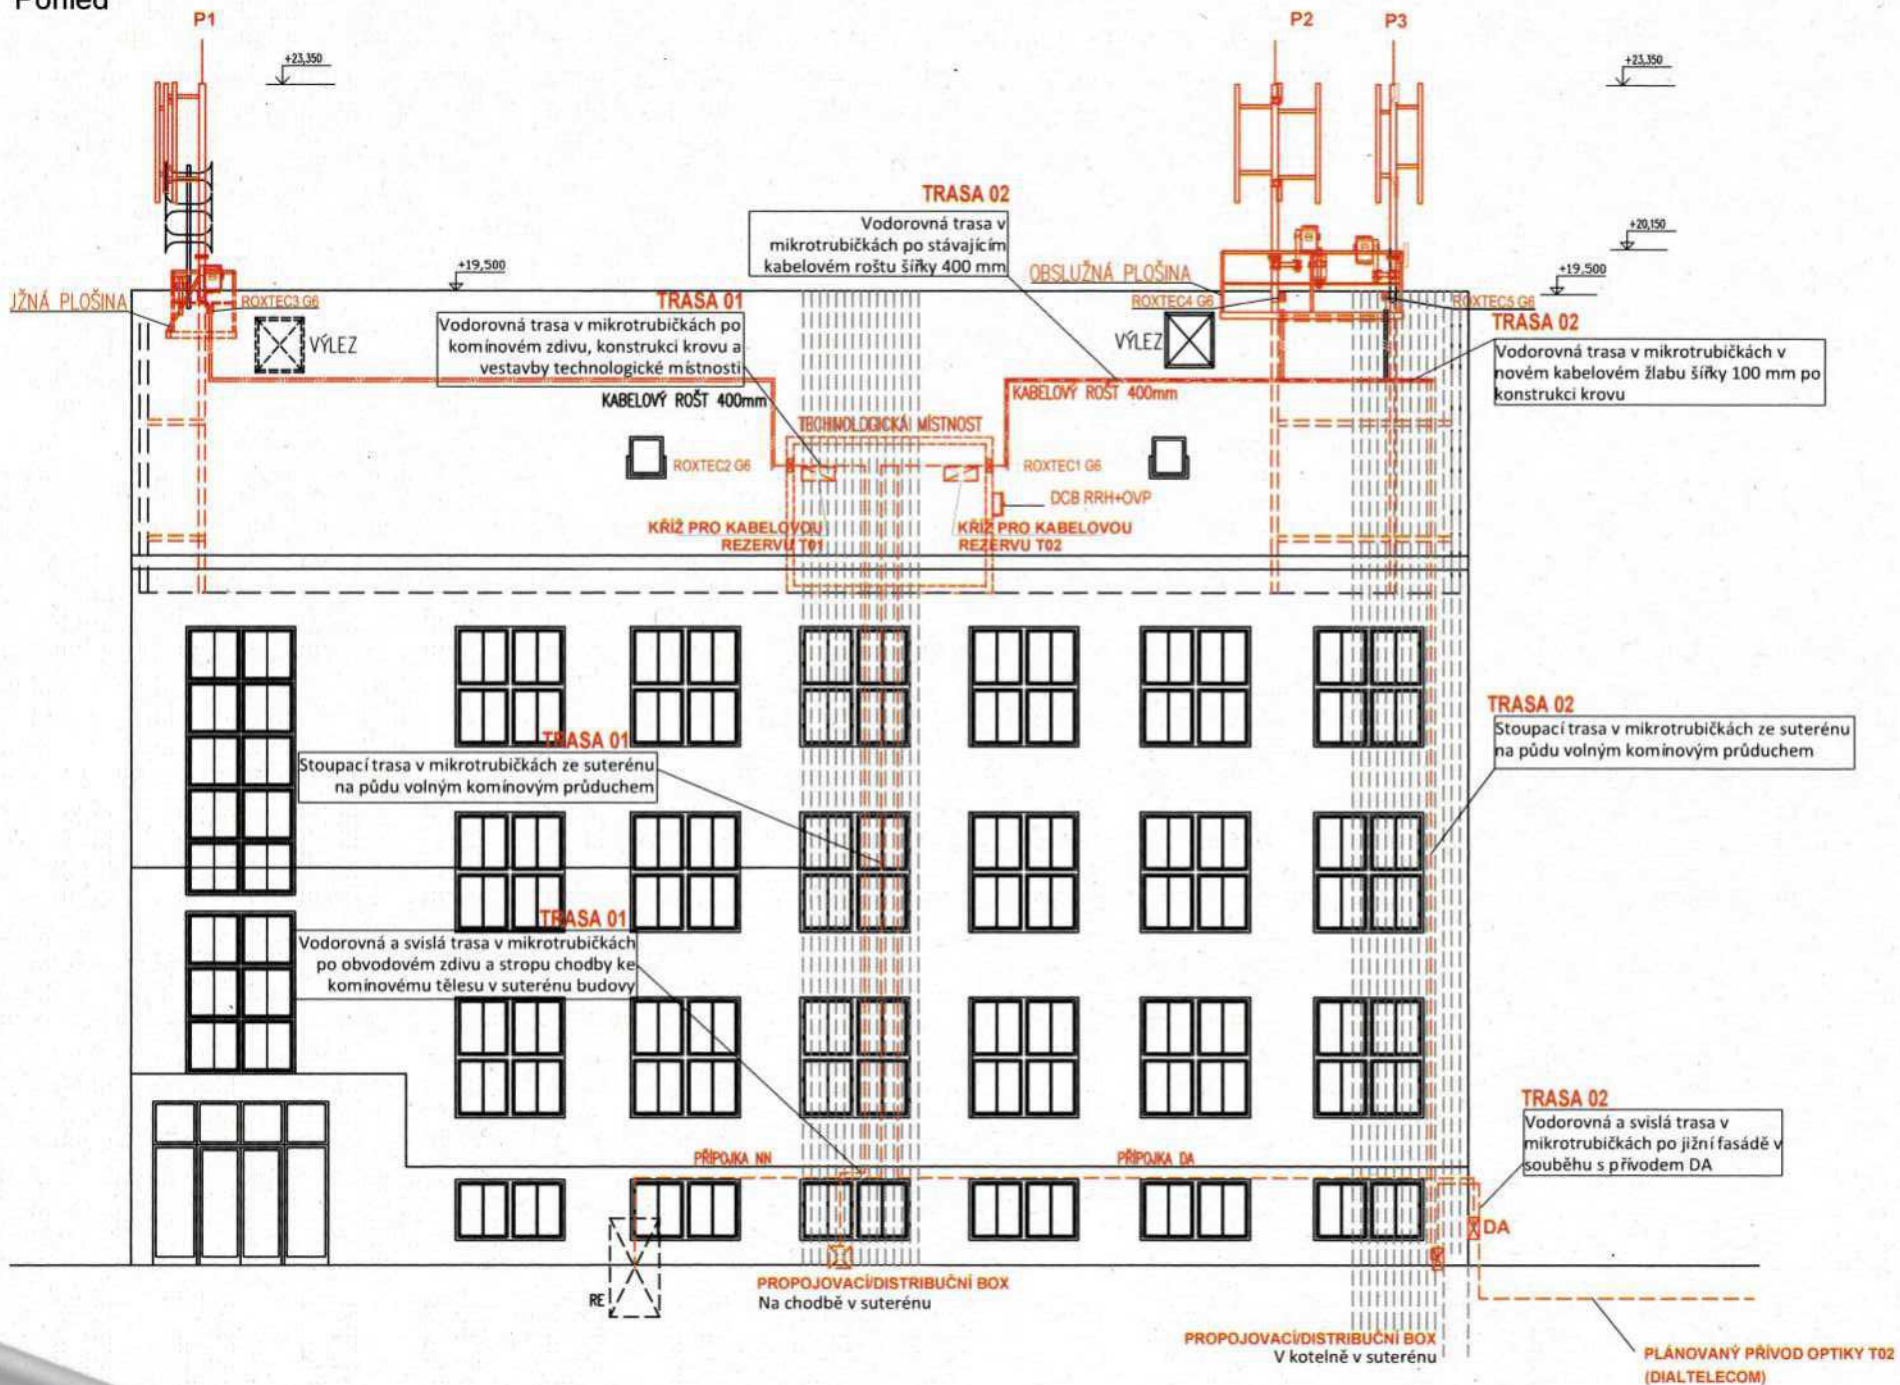 Pohled
P1
P2
P3
+23,350
+23,350
TRASA 02
Vodorovná trasa v
mikrotrubičkách po stávajícím
kabelovém roštu šířky 400 mm
+20,150
+19,500
+19,500
JŽNÁ PLOŠINA
ROXTEC3 G6
OBSLUŽNÁ PLOŠINA
ROXTEC4 G6
ROXTEC5 G6
TRASA 01
Vodorovná trasa v mikrotrubičkách po
komínovém zdivu, konstrukci krovu a
vestavby technologické místnosti
VÝLEZ
VÝLEZ
TRASA 02
Vodorovná trasa v mikrotrubičkách v
novém kabelovém žlabu šířky 100 mm po
konstrukci krovu
KABELOVÝ ROŠT 400mm
KABELOVÝ ROŠT 400mm
TECHNOLOGICKÁ MÍSTNOST
ROXTEC2 G6
ROXTEC1 G6
DCB RRH+OVP
KŘÍŽ PRO KABELOVOU
REZERVU T01
KŘÍŽ PRO KABELOVOU
REZERVU T02
TRASA 01
Stoupací trasa v mikrotrubičkách ze suterénu
na půdu volným komínovým průduchem
TRASA 02
Stoupací trasa v mikrotrubičkách ze suterénu
na půdu volným komínovým průduchem
TRASA 01
Vodorovná a svislá trasa v mikrotrubičkách
po obvodovém zdivu a stropu chodby ke
komínovému tělesu v suterénu budovy
TRASA 02
Vodorovná a svislá trasa v
mikrotrubičkách po jižní fasádě v
souběhu s přívodem DA
PŘÍPOJKA NN
PŘÍPOJKA DA
DA
RE
PROPOJOVACÍ/DISTRIBUČNÍ BOX
Na chodbě v suterénu
PROPOJOVACÍ/DISTRIBUČNÍ BOX
V kotelně v suterénu
PLÁNOVANÝ PŘÍVOD OPTIKY T02
(DIALTELECOM)